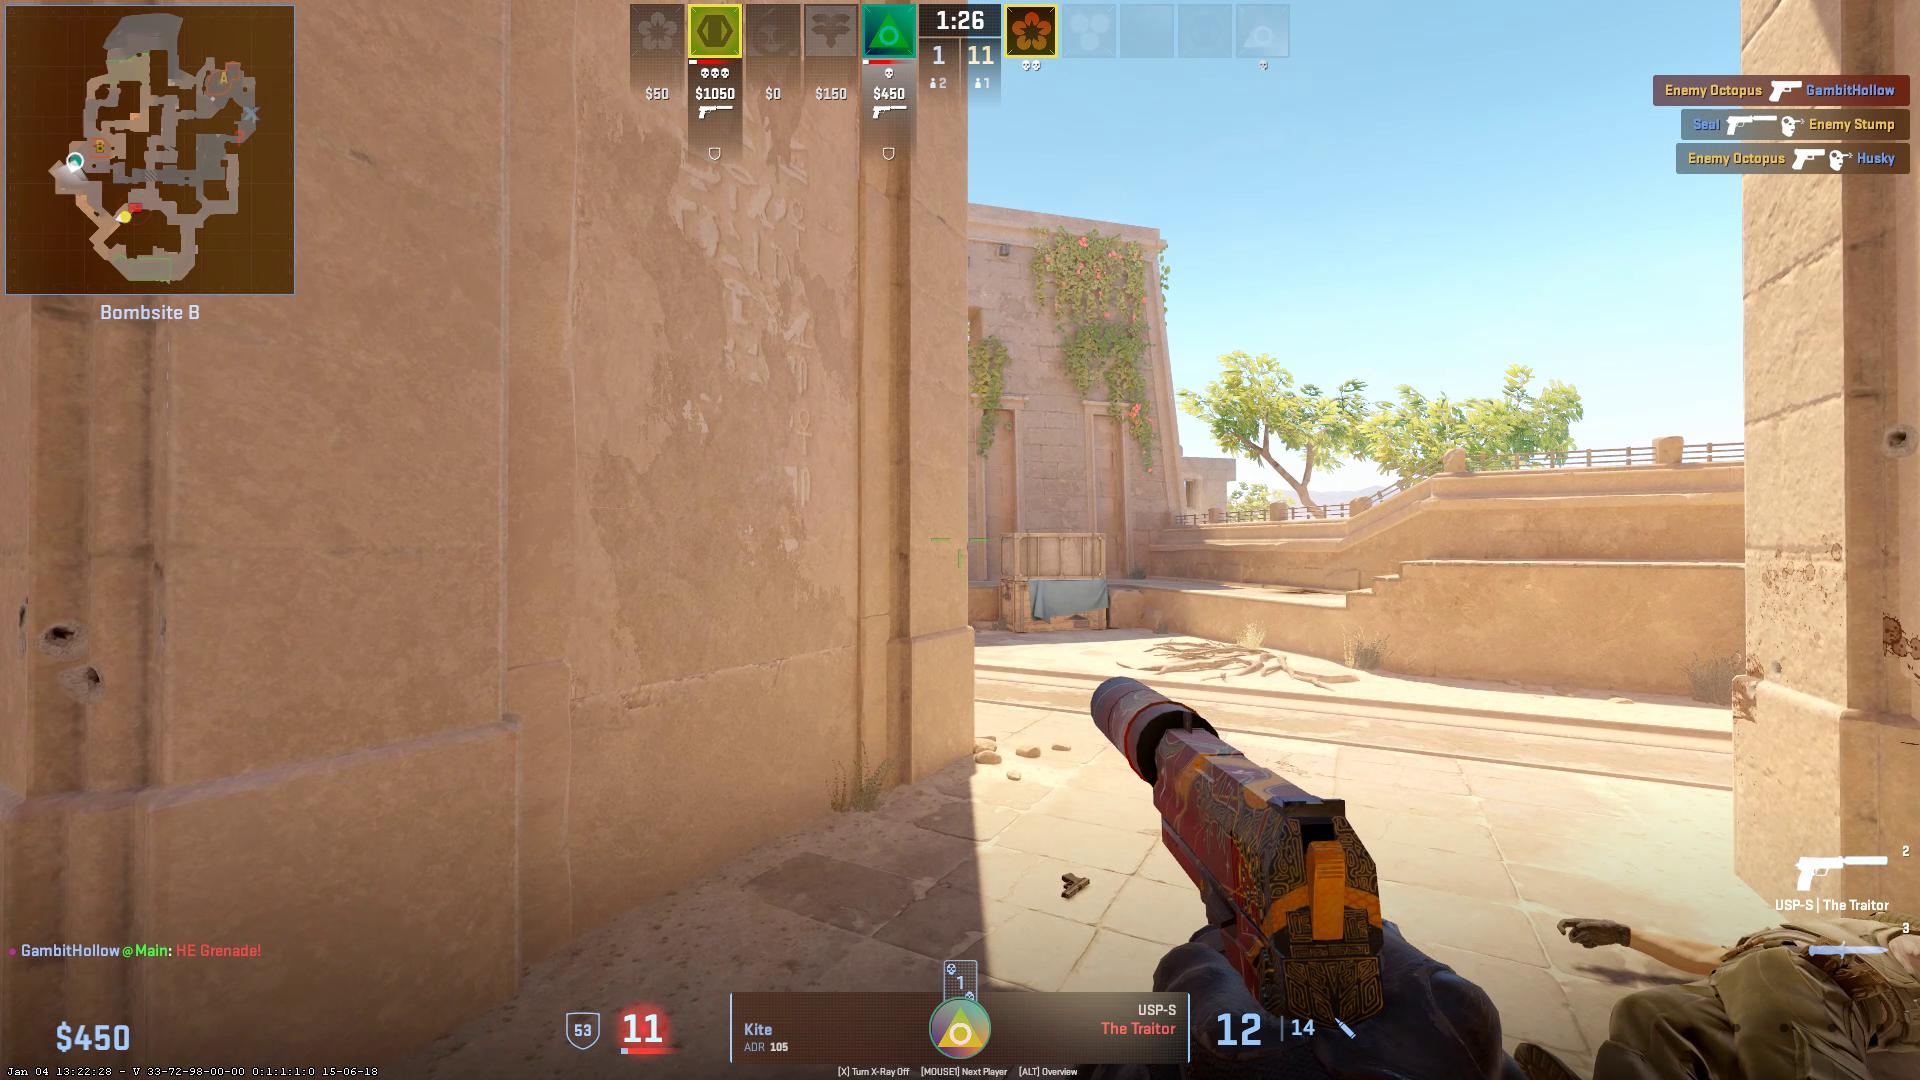 A
B
Bombsite B
$50
$1050
$0
$150
$450
1:26
1
11
2
1
Enemy Octopus GambitHollow
Seal Enemy Stump
Enemy Octopus Husky
2
USP-S | The Traitor
3
GambitHollow@Main: HE Grenade!
$450
53
11
1
Kite
ADR 105
USP-S
The Traitor
12 | 14
[X] Turn X-Ray Off [MOUSE1] Next Player [ALT] Overview
Jan 04 13:22:28 - V 33-72-98-00-00 0:1:1:1:0 15-06-18